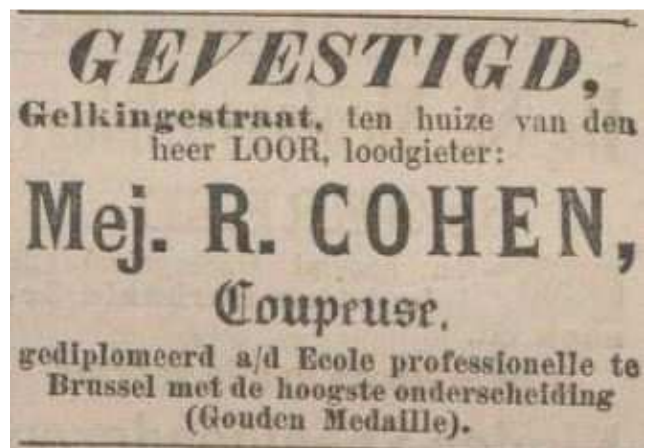 GEVESTIGD,
Gelkingestraat, ten huize van den
heer LOOR, loodgieter:
Mej. R. COHEN,
Coupeuse,
gediplomeerd a/d Ecole professionelle te
Brussel met de hoogste onderscheiding
(Gouden Medaille).